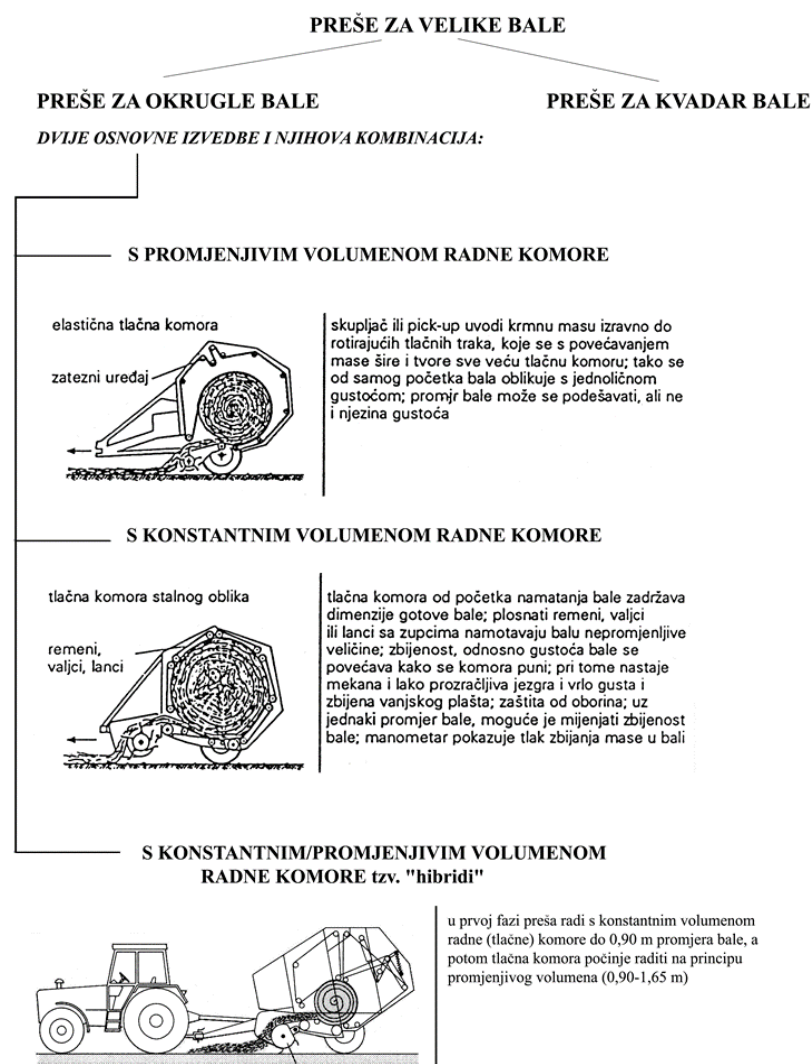 PREŠE ZA VELIKE BALE
PREŠE ZA OKRUGLE BALE
PREŠE ZA KVADAR BALE
DVIJE OSNOVNE IZVEDBE I NJIHOVA KOMBINACIJA:
S PROMJENJIVIM VOLUMENOM RADNE KOMORE
elastična tlačna komora
zatezni uređaj
skupljač ili pick-up uvodi krmnu masu izravno do
rotirajućih tlačnih traka, koje se s povećavanjem
mase šire i tvore sve veću tlačnu komoru; tako se
od samog početka bala oblikuje s jednoličnom
gustoćom; promjr bale može se podešavati, ali ne
i njezina gustoća
S KONSTANTNIM VOLUMENOM RADNE KOMORE
tlačna komora stalnog oblika
remeni,
valjci, lanci
tlačna komora od početka namatanja bale zadržava
dimenzije gotove bale; plosnati remeni, valjci
ili lanci sa zupcima namotavaju balu nepromjenljive
veličine; zbijenost, odnosno gustoća bale se
povećava kako se komora puni; pri tome nastaje
mekana i lako prozračljiva jezgra i vrlo gusta i
zbijena vanjskog plašta; zaštita od oborina; uz
jednaki promjer bale, moguće je mijenjati zbijenost
bale; manometar pokazuje tlak zbijanja mase u bali
S KONSTANTNIM/PROMJENJIVIM VOLUMENOM
RADNE KOMORE tzv. "hibridi"
u prvoj fazi preša radi s konstantnim volumenom
radne (tlačne) komore do 0,90 m promjera bale, a
potom tlačna komora počinje raditi na principu
promjenjivog volumena (0,90-1,65 m)